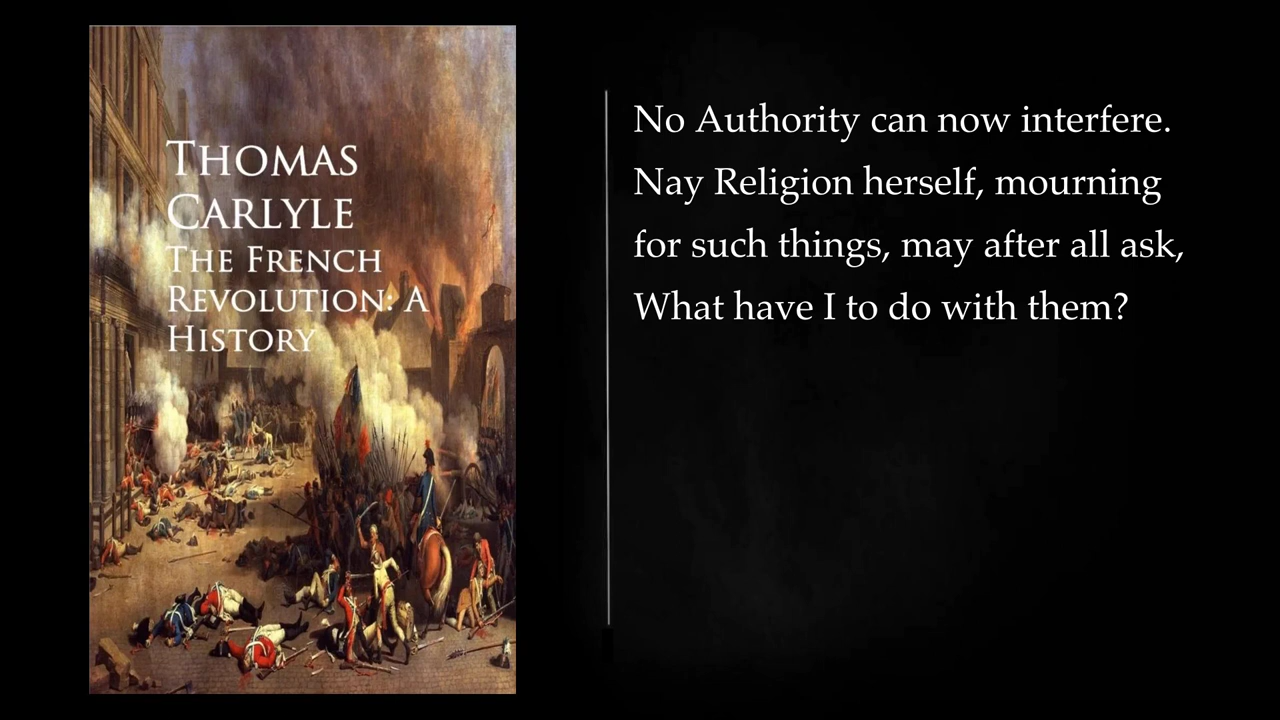 Thomas
Carlyle
The French
Revolution: A
History
No Authority can now interfere.
Nay Religion herself, mourning
for such things, may after all ask,
What have I to do with them?